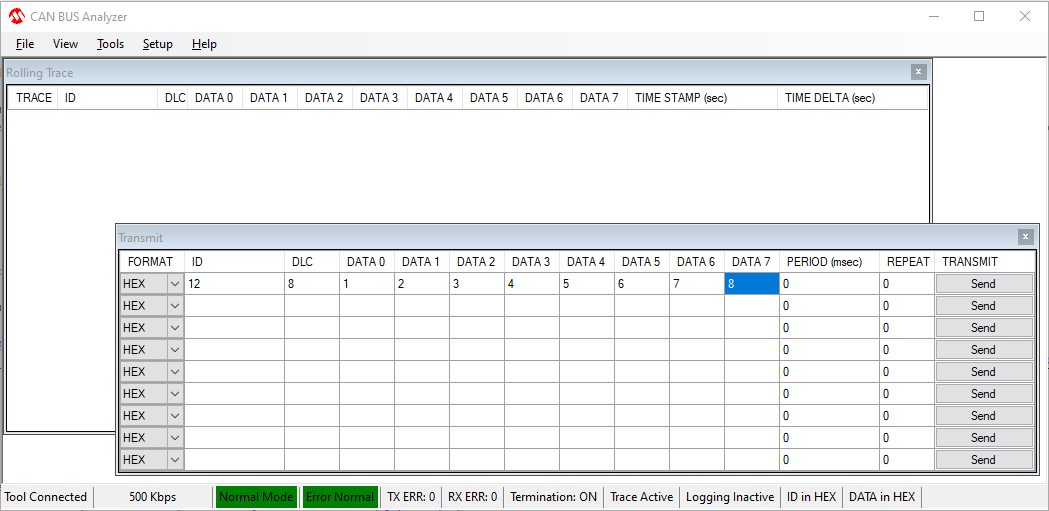 CAN BUS Analyzer
File View Tools Setup Help
Rolling Trace x
TRACE ID DLC DATA 0 DATA 1 DATA 2 DATA 3 DATA 4 DATA 5 DATA 6 DATA 7 TIME STAMP (sec) TIME DELTA (sec)
Transmit x
FORMAT ID DLC DATA 0 DATA 1 DATA 2 DATA 3 DATA 4 DATA 5 DATA 6 DATA 7 PERIOD (msec) REPEAT TRANSMIT
HEX 12 8 1 2 3 4 5 6 7 8 0 0 Send
HEX 0 0 Send
HEX 0 0 Send
HEX 0 0 Send
HEX 0 0 Send
HEX 0 0 Send
HEX 0 0 Send
HEX 0 0 Send
HEX 0 0 Send
Tool Connected 500 Kbps Normal Mode Error Normal TX ERR: 0 RX ERR: 0 Termination: ON Trace Active Logging Inactive ID in HEX DATA in HEX